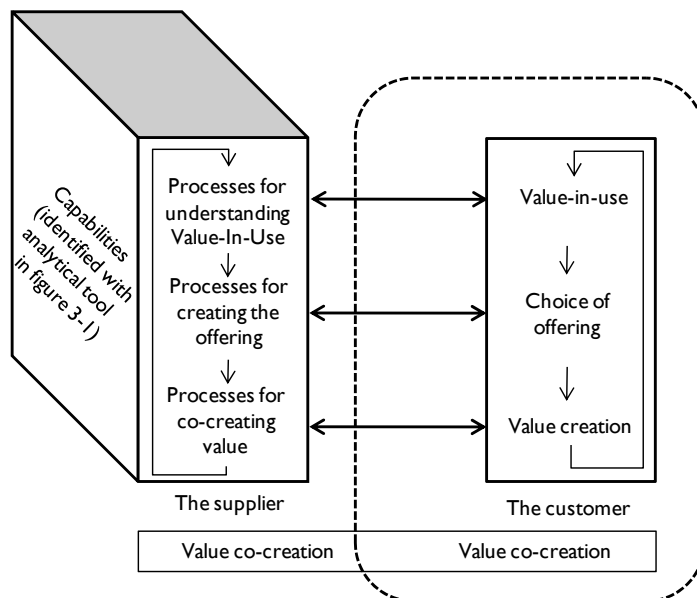 Capabilities
(identified with
analytical tool
in figure 3-1)
Processes for
understanding
Value-In-Use
Processes for
creating the
offering
Processes for
co-creating
value
Value-in-use
Choice of
offering
Value creation
The supplier
The customer
Value co-creation
Value co-creation